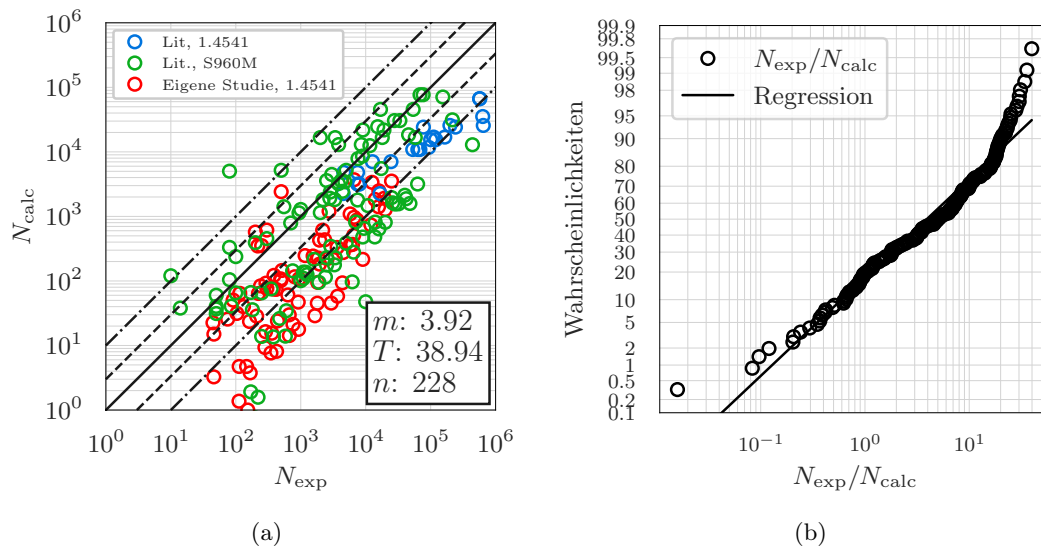 10^6
10^5
10^4
10^3
10^2
10^1
10^0
N_calc
Lit, 1.4541
Lit., S960M
Eigene Studie, 1.4541
m: 3.92
T: 38.94
n: 228
10^0 10^1 10^2 10^3 10^4 10^5 10^6
N_exp
(a)
99.9
99.8
99.5
99
98
95
90
80
70
60
50
40
30
20
10
5
2
1
0.5
0.2
0.1
Wahrscheinlichkeiten
N_exp/N_calc
Regression
10^−1 10^0 10^1
N_exp/N_calc
(b)